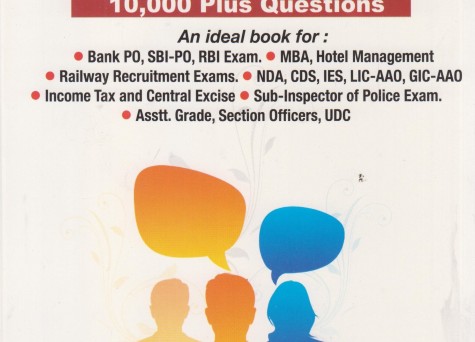 10,000 Plus Questions
An ideal book for :
• Bank PO, SBI-PO, RBI Exam. • MBA, Hotel Management
• Railway Recruitment Exams. • NDA, CDS, IES, LIC-AAO, GIC-AAO
• Income Tax and Central Excise • Sub-Inspector of Police Exam.
• Asstt. Grade, Section Officers, UDC